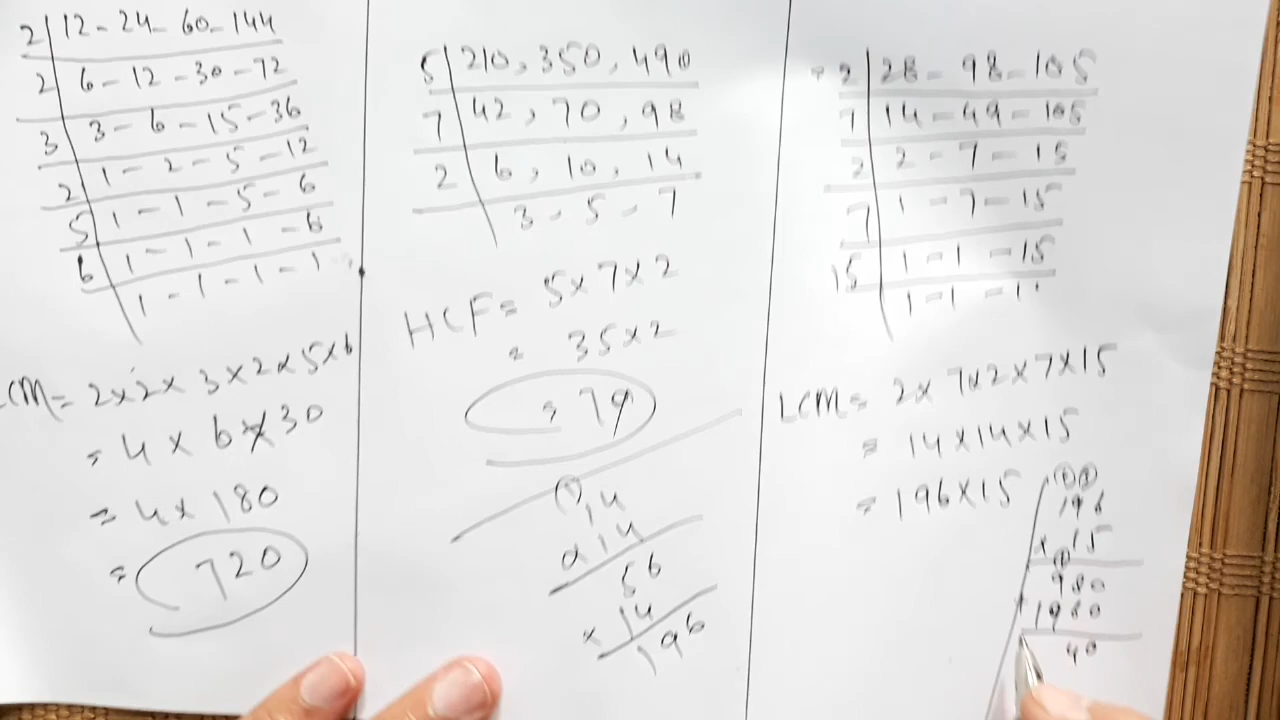 2 | 12 - 24 - 60 - 144
2 | 6 - 12 - 30 - 72
3 | 3 - 6 - 15 - 36
2 | 1 - 2 - 5 - 12
5 | 1 - 1 - 5 - 6
6 | 1 - 1 - 1 - 6
1 - 1 - 1 - 1
LCM = 2 × 2 × 3 × 2 × 5 × 6
= 4 × 6 × 30
= 4 × 180
= 720
5 | 210, 350, 490
7 | 42, 70, 98
2 | 6, 10, 14
3 - 5 - 7
HCF = 5 × 7 × 2
= 35 × 2
= 70
(1)
14
× 14
56
× 14
196
2 | 28 - 98 - 105
7 | 14 - 49 - 105
2 | 2 - 7 - 15
7 | 1 - 7 - 15
15 | 1 - 1 - 15
1 - 1 - 1
LCM = 2 × 7 × 2 × 7 × 15
= 14 × 14 × 15
= 196 × 15
196
× 15
980
+ 1960
40